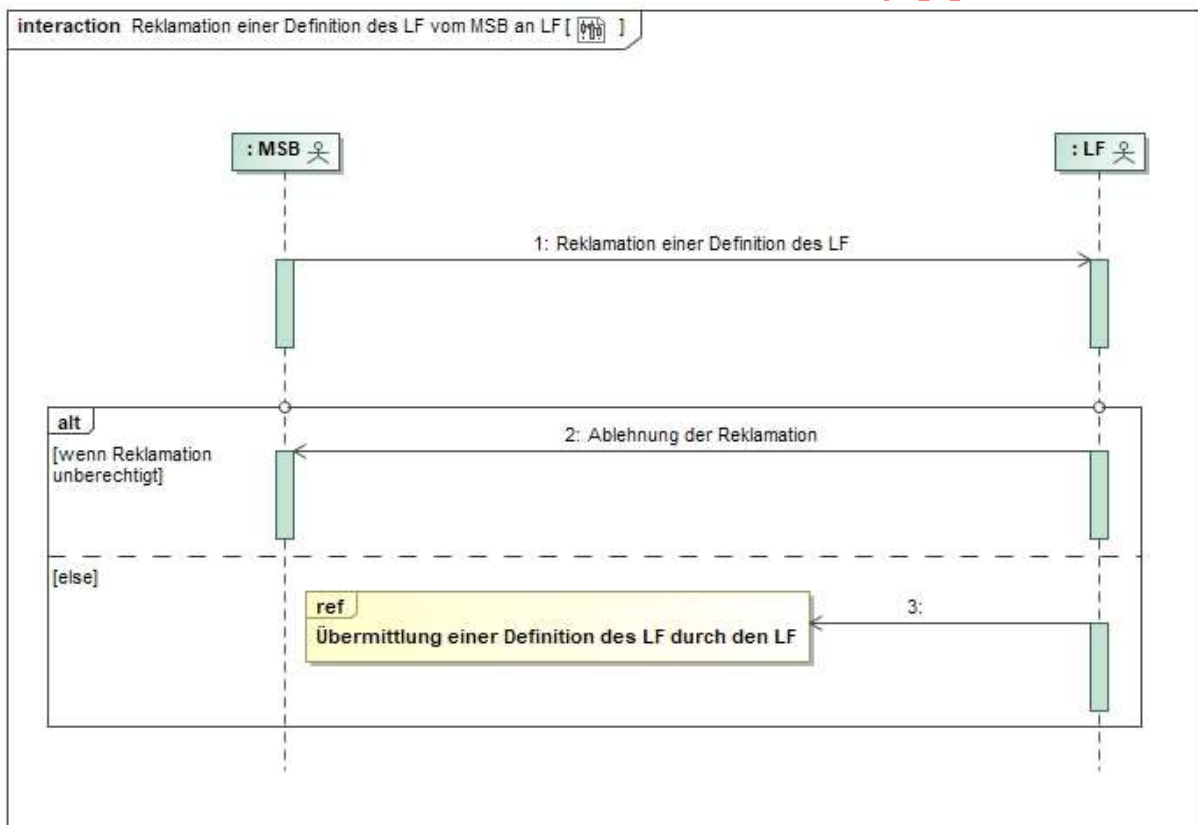 interaction Reklamation einer Definition des LF vom MSB an LF [ ]
: MSB
: LF
1: Reklamation einer Definition des LF
alt
[wenn Reklamation
unberechtigt]
2: Ablehnung der Reklamation
[else]
ref
Übermittlung einer Definition des LF durch den LF
3: